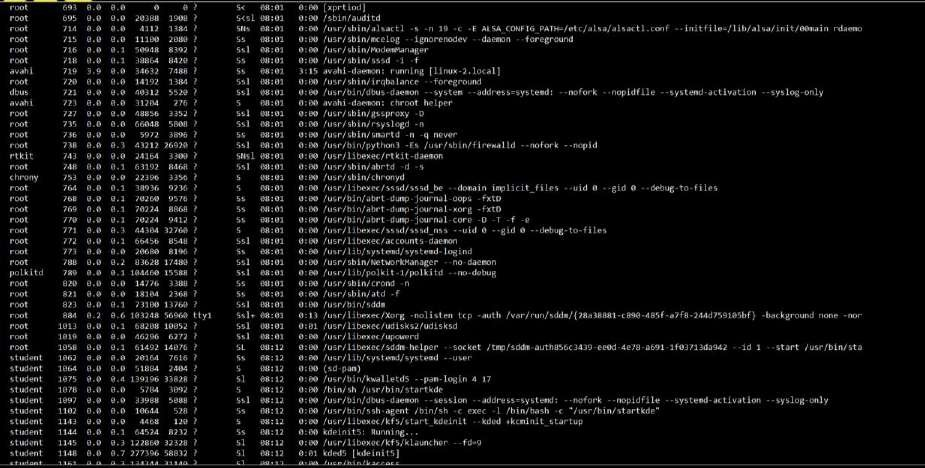 root 693 0.0 0.0 0 0 ? S< 08:01 0:00 [xprtiod]
root 695 0.0 0.0 20388 1908 ? S<sl 08:01 0:00 /sbin/auditd
root 714 0.0 0.0 4112 1384 ? SNs 08:01 0:00 /usr/sbin/alsactl -s -n 19 -c -E ALSA_CONFIG_PATH=/etc/alsa/alsactl.conf --initfile=/lib/alsa/init/00main rdaemo
root 715 0.0 0.0 11100 2080 ? Ss 08:01 0:00 /usr/sbin/mcelog --ignorenodev --daemon --foreground
root 716 0.0 0.1 50948 8392 ? Ssl 08:01 0:00 /usr/sbin/ModemManager
root 718 0.0 0.1 38864 8420 ? Ss 08:01 0:00 /usr/sbin/sssd -i -f
avahi 719 3.9 0.0 34632 7488 ? Ss 08:01 3:15 avahi-daemon: running [linux-2.local]
root 720 0.0 0.0 14192 1384 ? Ssl 08:01 0:00 /usr/sbin/irqbalance --foreground
dbus 721 0.0 0.0 40312 5520 ? Ssl 08:01 0:00 /usr/bin/dbus-daemon --system --address=systemd: --nofork --nopidfile --systemd-activation --syslog-only
avahi 723 0.0 0.0 31204 276 ? S 08:01 0:00 avahi-daemon: chroot helper
root 727 0.0 0.0 48856 3352 ? Ssl 08:01 0:00 /usr/sbin/gssproxy -D
root 735 0.0 0.0 66048 5808 ? Ssl 08:01 0:00 /usr/sbin/rsyslogd -n
root 736 0.0 0.0 5972 3896 ? Ss 08:01 0:00 /usr/sbin/smartd -n -q never
root 738 0.0 0.3 43212 26920 ? Ssl 08:01 0:00 /usr/bin/python3 -Es /usr/sbin/firewalld --nofork --nopid
rtkit 743 0.0 0.0 24164 3300 ? SNsl 08:01 0:00 /usr/libexec/rtkit-daemon
root 748 0.0 0.1 63192 8468 ? Ssl 08:01 0:00 /usr/sbin/abrtd -d -s
chrony 753 0.0 0.0 22396 3356 ? S 08:01 0:00 /usr/sbin/chronyd
root 764 0.0 0.1 38936 9236 ? S 08:01 0:00 /usr/libexec/sssd/sssd_be --domain implicit_files --uid 0 --gid 0 --debug-to-files
root 768 0.0 0.1 70260 9576 ? Ss 08:01 0:00 /usr/bin/abrt-dump-journal-oops -fxtD
root 769 0.0 0.1 70224 8868 ? Ss 08:01 0:00 /usr/bin/abrt-dump-journal-xorg -fxtD
root 770 0.0 0.1 70224 9412 ? Ss 08:01 0:00 /usr/bin/abrt-dump-journal-core -D -T -f -e
root 771 0.0 0.3 44304 32760 ? S 08:01 0:00 /usr/libexec/sssd/sssd_nss --uid 0 --gid 0 --debug-to-files
root 772 0.0 0.1 66456 8548 ? Ssl 08:01 0:00 /usr/libexec/accounts-daemon
root 773 0.0 0.0 20680 8196 ? Ss 08:01 0:00 /usr/lib/systemd/systemd-logind
root 788 0.0 0.2 83628 17480 ? Ssl 08:01 0:00 /usr/sbin/NetworkManager --no-daemon
polkitd 789 0.0 0.1 104460 15588 ? Ssl 08:01 0:00 /usr/lib/polkit-1/polkitd --no-debug
root 820 0.0 0.0 14776 3388 ? Ss 08:01 0:00 /usr/sbin/crond -n
root 821 0.0 0.0 18104 2368 ? Ss 08:01 0:00 /usr/sbin/atd -f
root 823 0.0 0.1 73100 13760 ? Ssl 08:01 0:00 /usr/bin/sddm
root 884 0.2 0.6 103248 56960 tty1 Ssl+ 08:01 0:13 /usr/libexec/Xorg -nolisten tcp -auth /var/run/sddm/{28a38881-c890-485f-a7f8-244d759105bf} -background none -nor
root 1013 0.0 0.1 68208 10052 ? Ssl 08:01 0:01 /usr/libexec/udisks2/udisksd
root 1019 0.0 0.0 46296 6272 ? Ssl 08:01 0:00 /usr/libexec/upowerd
root 1058 0.0 0.1 61492 14076 ? SL 08:12 0:00 /usr/libexec/sddm-helper --socket /tmp/sddm-auth856c3439-ee0d-4e78-a691-1f03713da942 --id 1 --start /usr/bin/sta
student 1062 0.0 0.0 20164 7616 ? Ss 08:12 0:00 /usr/lib/systemd/systemd --user
student 1064 0.0 0.0 51884 2404 ? S 08:12 0:00 (sd-pam)
student 1075 0.0 0.4 139196 33828 ? Sl 08:12 0:00 /usr/bin/kwalletd5 --pam-login 4 17
student 1078 0.0 0.0 5784 3092 ? S 08:12 0:00 /bin/sh /usr/bin/startkde
student 1097 0.0 0.0 33988 5088 ? Ssl 08:12 0:00 /usr/bin/dbus-daemon --session --address=systemd: --nofork --nopidfile --systemd-activation --syslog-only
student 1102 0.0 0.0 10644 528 ? Ss 08:12 0:00 /usr/bin/ssh-agent /bin/sh -c exec -l /bin/bash -c "/usr/bin/startkde"
student 1143 0.0 0.0 4468 120 ? S 08:12 0:00 /usr/libexec/kf5/start_kdeinit --kded +kcminit_startup
student 1144 0.0 0.1 64524 8232 ? Ss 08:12 0:00 kdeinit5: Running...
student 1145 0.0 0.3 122860 32328 ? Sl 08:12 0:00 /usr/libexec/kf5/klauncher --fd=9
student 1148 0.0 0.7 277396 58832 ? Sl 08:12 0:01 kded5 [kdeinit5]
student 1161 0.0 0.3 134344 31140 ? Sl 08:12 0:00 /usr/bin/kaccess